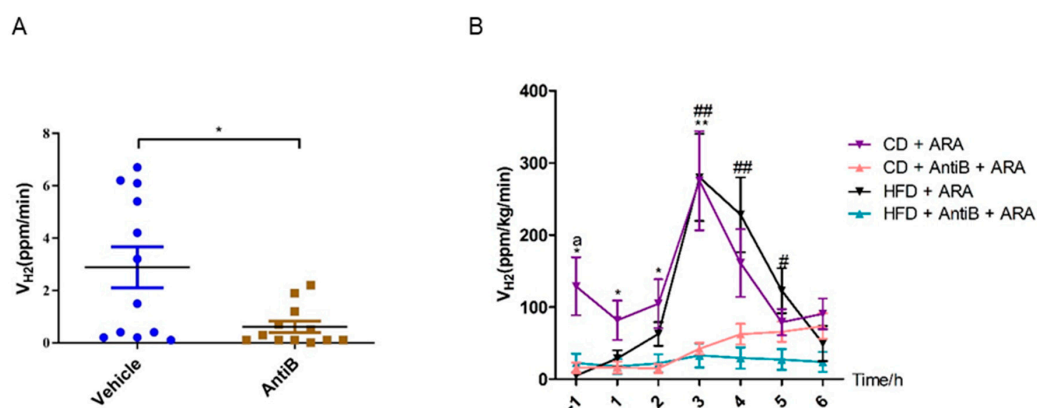 A
V_H2(ppm/min)
8
6
4
2
0
*
Vehicle
AntiB
B
V_H2(ppm/kg/min)
400
300
200
100
0
a
*
*
*
##
**
##
#
-1
1
2
3
4
5
6
Time/h
CD + ARA
CD + AntiB + ARA
HFD + ARA
HFD + AntiB + ARA